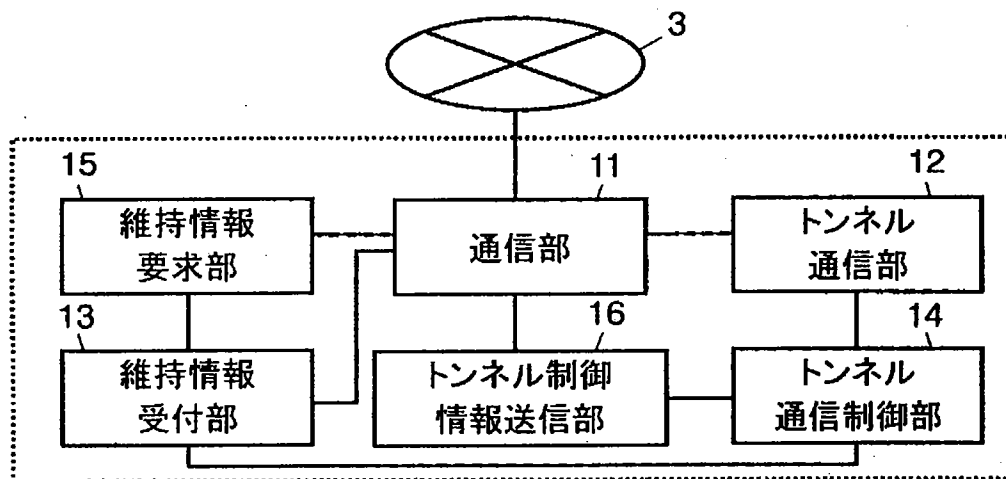 3
15
維持情報
要求部
11
通信部
12
トンネル
通信部
13
維持情報
受付部
16
トンネル制御
情報送信部
14
トンネル
通信制御部